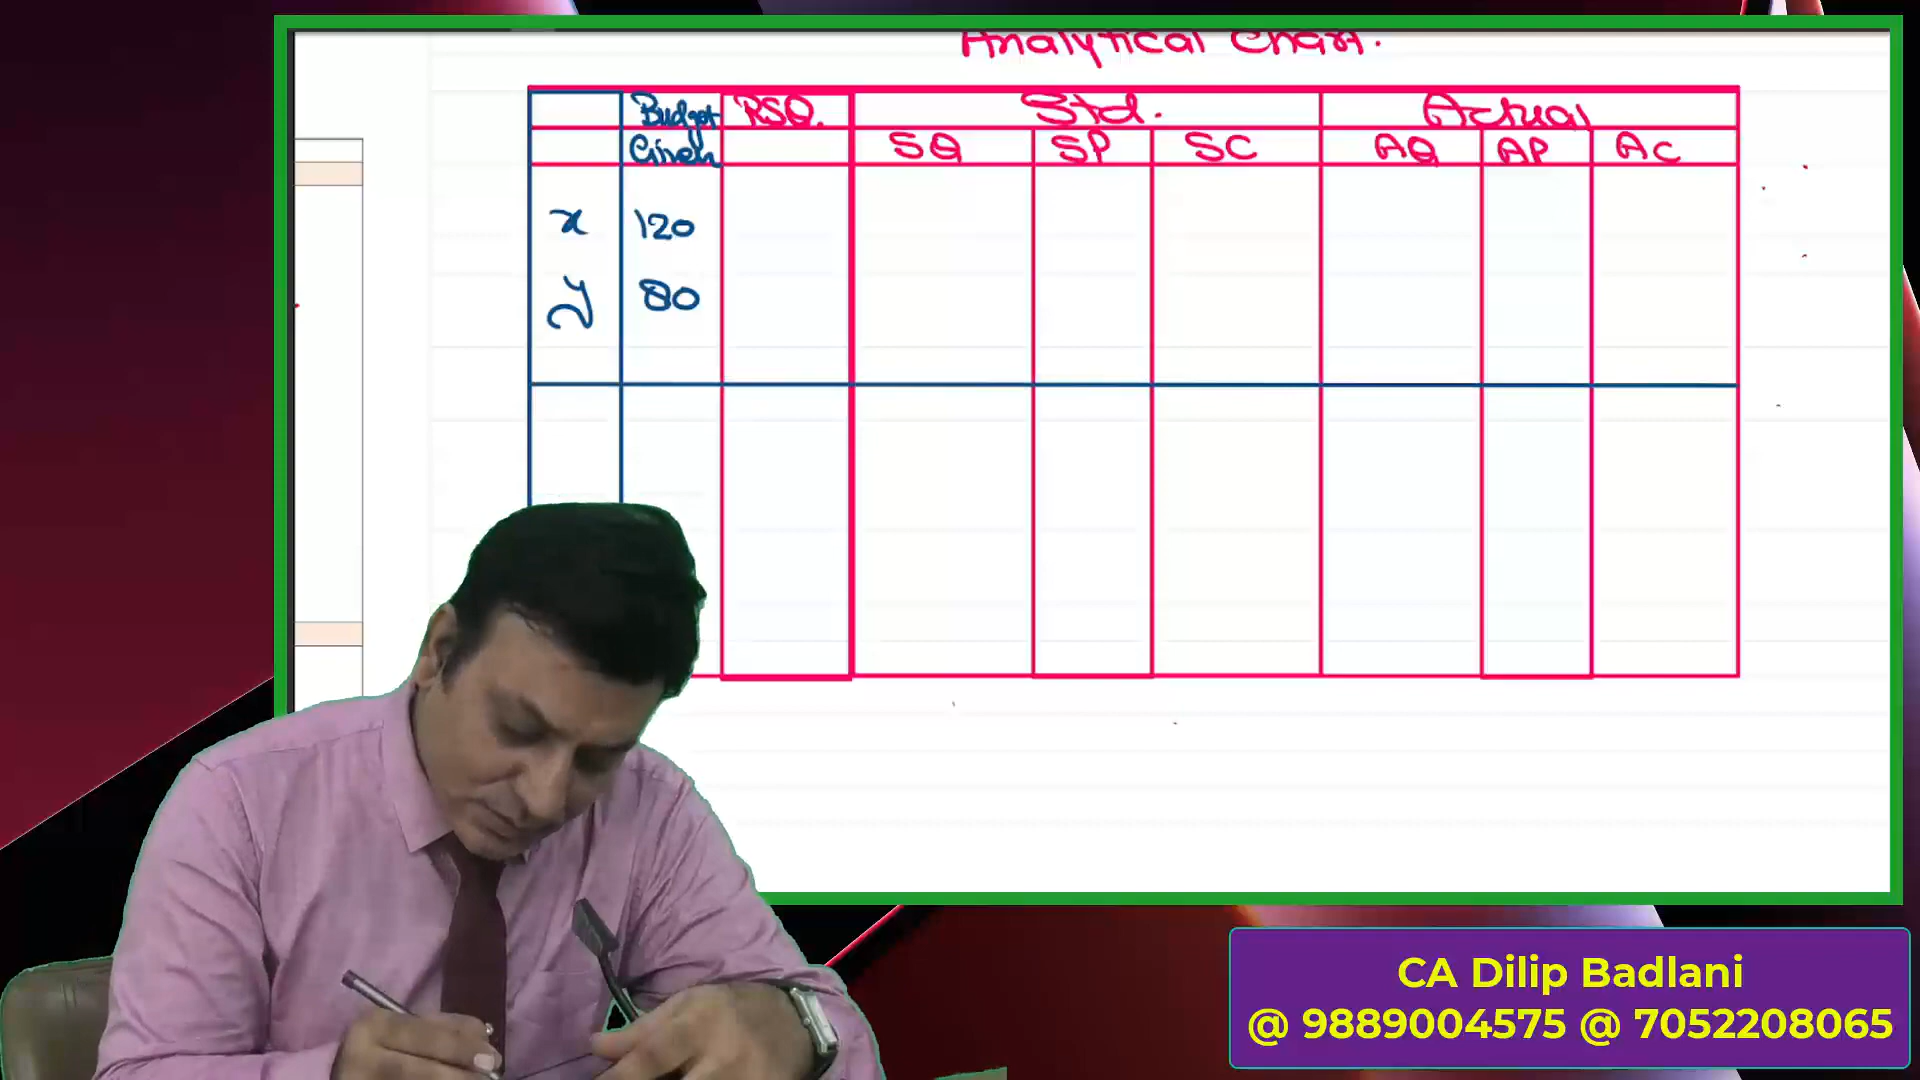 Analytical Chart.
Budget RSQ. Std. Actual
Given SQ SP SC AQ AP AC
x 120
y 80
CA Dilip Badlani
@ 9889004575 @ 7052208065